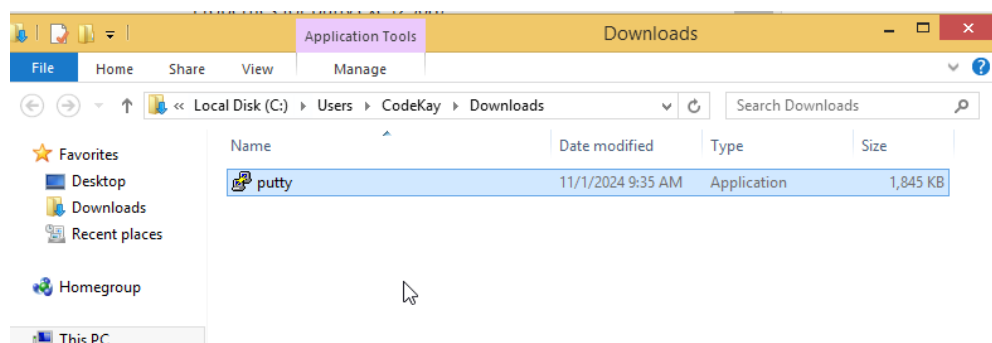 Application Tools
Downloads
File Home Share View Manage
« Local Disk (C:) Users CodeKay Downloads
Search Downloads
Favorites
Desktop
Downloads
Recent places
Homegroup
This PC
Name Date modified Type Size
putty 11/1/2024 9:35 AM Application 1,845 KB